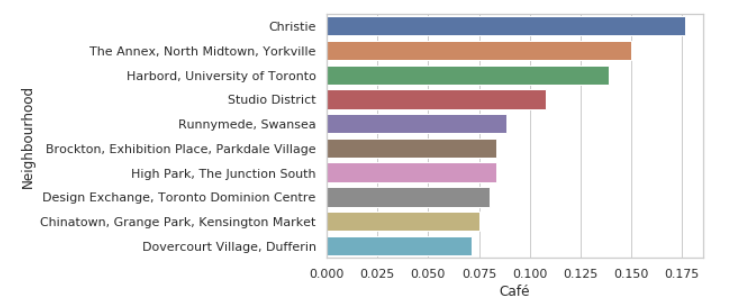 Christie
The Annex, North Midtown, Yorkville
Harbord, University of Toronto
Studio District
Runnymede, Swansea
Brockton, Exhibition Place, Parkdale Village
High Park, The Junction South
Design Exchange, Toronto Dominion Centre
Chinatown, Grange Park, Kensington Market
Dovercourt Village, Dufferin
Neighbourhood
0.000 0.025 0.050 0.075 0.100 0.125 0.150 0.175
Café